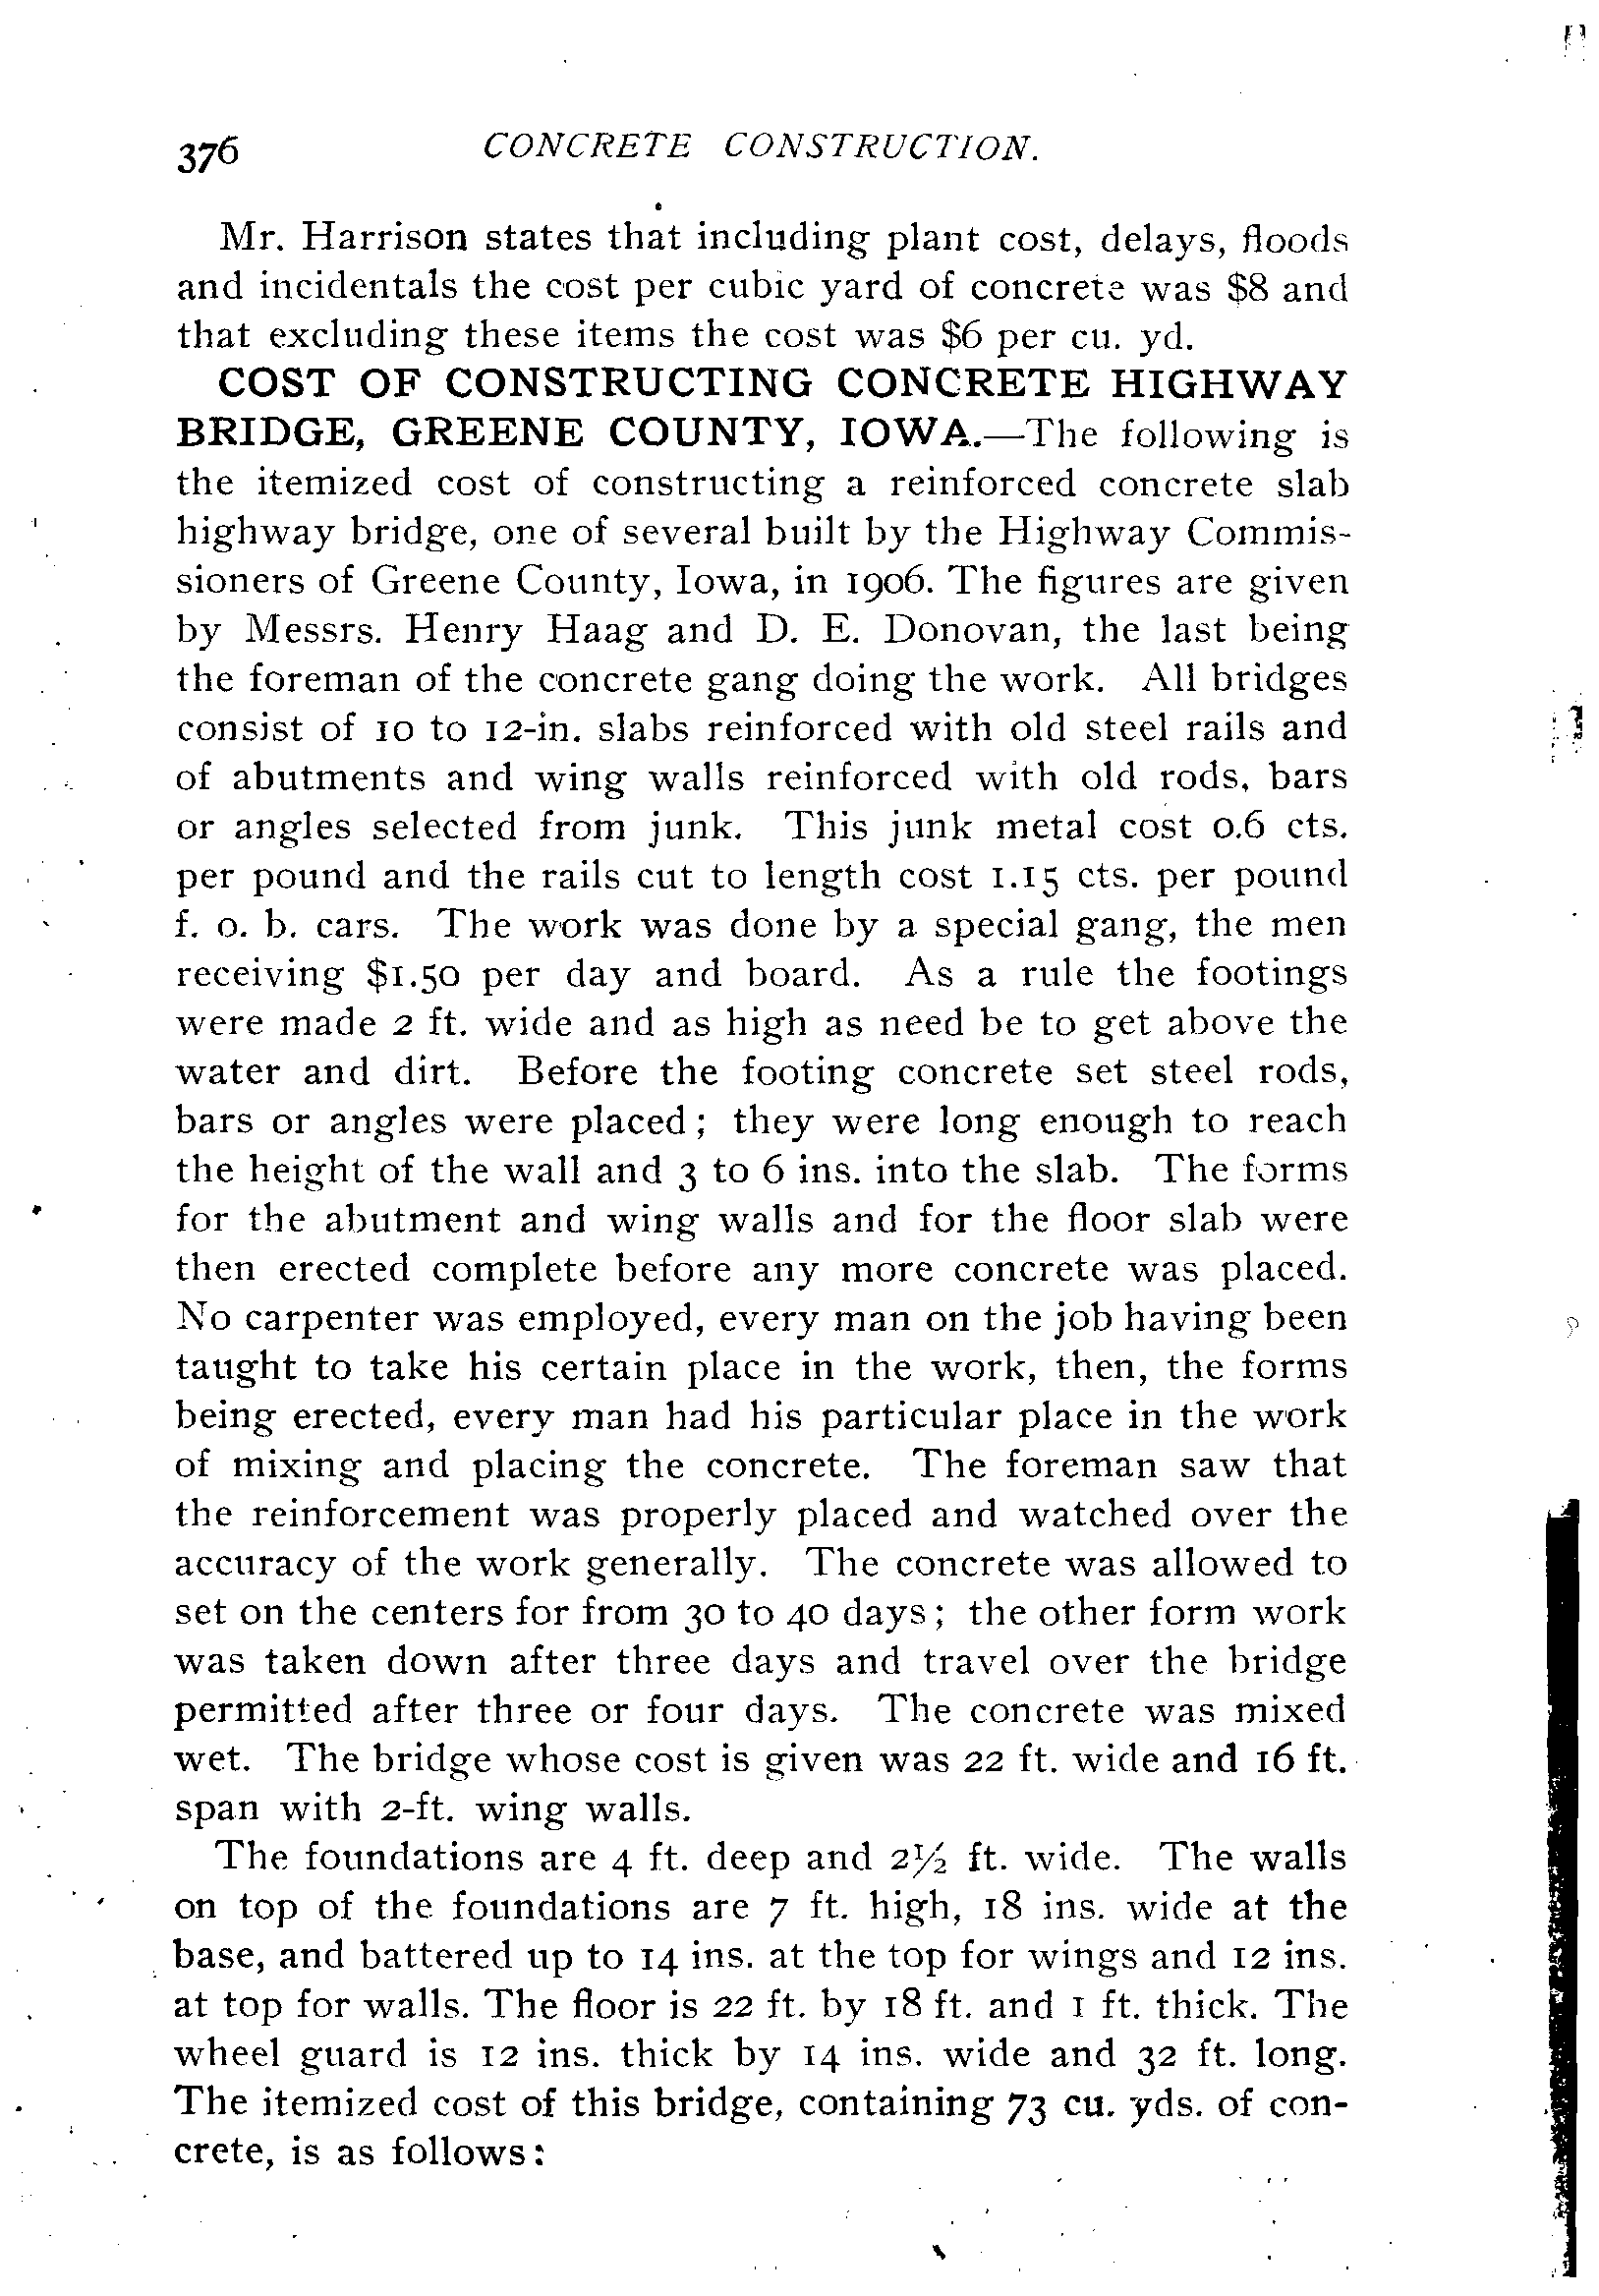 376 CONCRETE CONSTRUCTION.
Mr. Harrison states that including plant cost, delays, floods
and incidentals the cost per cubic yard of concrete was $8 and
that excluding these items the cost was $6 per cu. yd.
COST OF CONSTRUCTING CONCRETE HIGHWAY
BRIDGE, GREENE COUNTY, IOWA.—The following is
the itemized cost of constructing a reinforced concrete slab
highway bridge, one of several built by the Highway Commis-
sioners of Greene County, Iowa, in 1906. The figures are given
by Messrs. Henry Haag and D. E. Donovan, the last being
the foreman of the concrete gang doing the work. All bridges
consist of 10 to 12-in. slabs reinforced with old steel rails and
of abutments and wing walls reinforced with old rods, bars
or angles selected from junk. This junk metal cost 0.6 cts.
per pound and the rails cut to length cost 1.15 cts. per pound
f. o. b. cars. The work was done by a special gang, the men
receiving $1.50 per day and board. As a rule the footings
were made 2 ft. wide and as high as need be to get above the
water and dirt. Before the footing concrete set steel rods,
bars or angles were placed; they were long enough to reach
the height of the wall and 3 to 6 ins. into the slab. The forms
for the abutment and wing walls and for the floor slab were
then erected complete before any more concrete was placed.
No carpenter was employed, every man on the job having been
taught to take his certain place in the work, then, the forms
being erected, every man had his particular place in the work
of mixing and placing the concrete. The foreman saw that
the reinforcement was properly placed and watched over the
accuracy of the work generally. The concrete was allowed to
set on the centers for from 30 to 40 days; the other form work
was taken down after three days and travel over the bridge
permitted after three or four days. The concrete was mixed
wet. The bridge whose cost is given was 22 ft. wide and 16 ft.
span with 2-ft. wing walls.
The foundations are 4 ft. deep and 2½ ft. wide. The walls
on top of the foundations are 7 ft. high, 18 ins. wide at the
base, and battered up to 14 ins. at the top for wings and 12 ins.
at top for walls. The floor is 22 ft. by 18 ft. and 1 ft. thick. The
wheel guard is 12 ins. thick by 14 ins. wide and 32 ft. long.
The itemized cost of this bridge, containing 73 cu. yds. of con-
crete, is as follows: